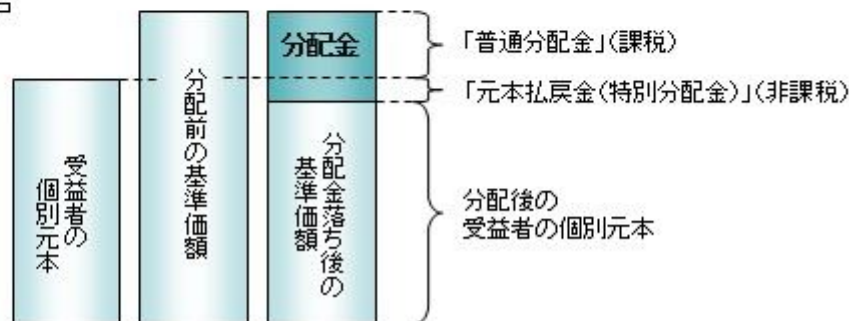 分配金
「普通分配金」(課税)
「元本払戻金(特別分配金)」(非課税)
受益者の
個別元本
分配前の基準価額
分配金落ち後の
基準価額
分配後の
受益者の個別元本